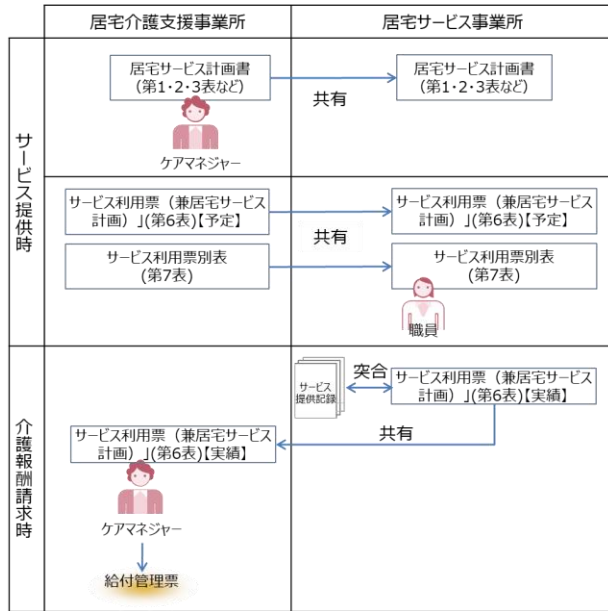 居宅介護支援事業所
居宅サービス事業所
サービス提供時
居宅サービス計画書
(第1・2・3表など)
ケアマネジャー
共有
居宅サービス計画書
(第1・2・3表など)
サービス利用票（兼居宅サービス
計画）」(第6表)【予定】
サービス利用票（兼居宅サービス
計画）」(第6表)【予定】
共有
サービス利用票別表
(第7表)
サービス利用票別表
(第7表)
職員
介護報酬請求時
サービス
提供記録
突合
サービス利用票（兼居宅サービス
計画）」(第6表)【実績】
共有
サービス利用票（兼居宅サービス
計画）」(第6表)【実績】
ケアマネジャー
給付管理票